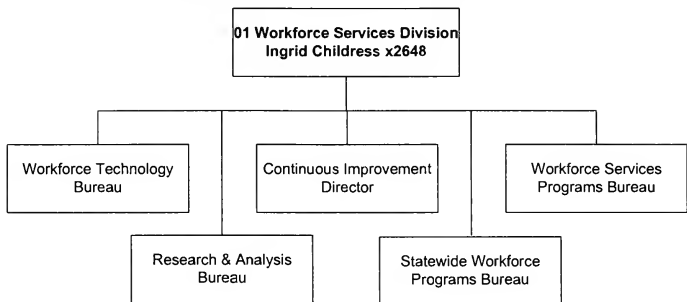 01 Workforce Services Division
Ingrid Childress x2648
Workforce Technology
Bureau
Continuous Improvement
Director
Workforce Services
Programs Bureau
Research & Analysis
Bureau
Statewide Workforce
Programs Bureau